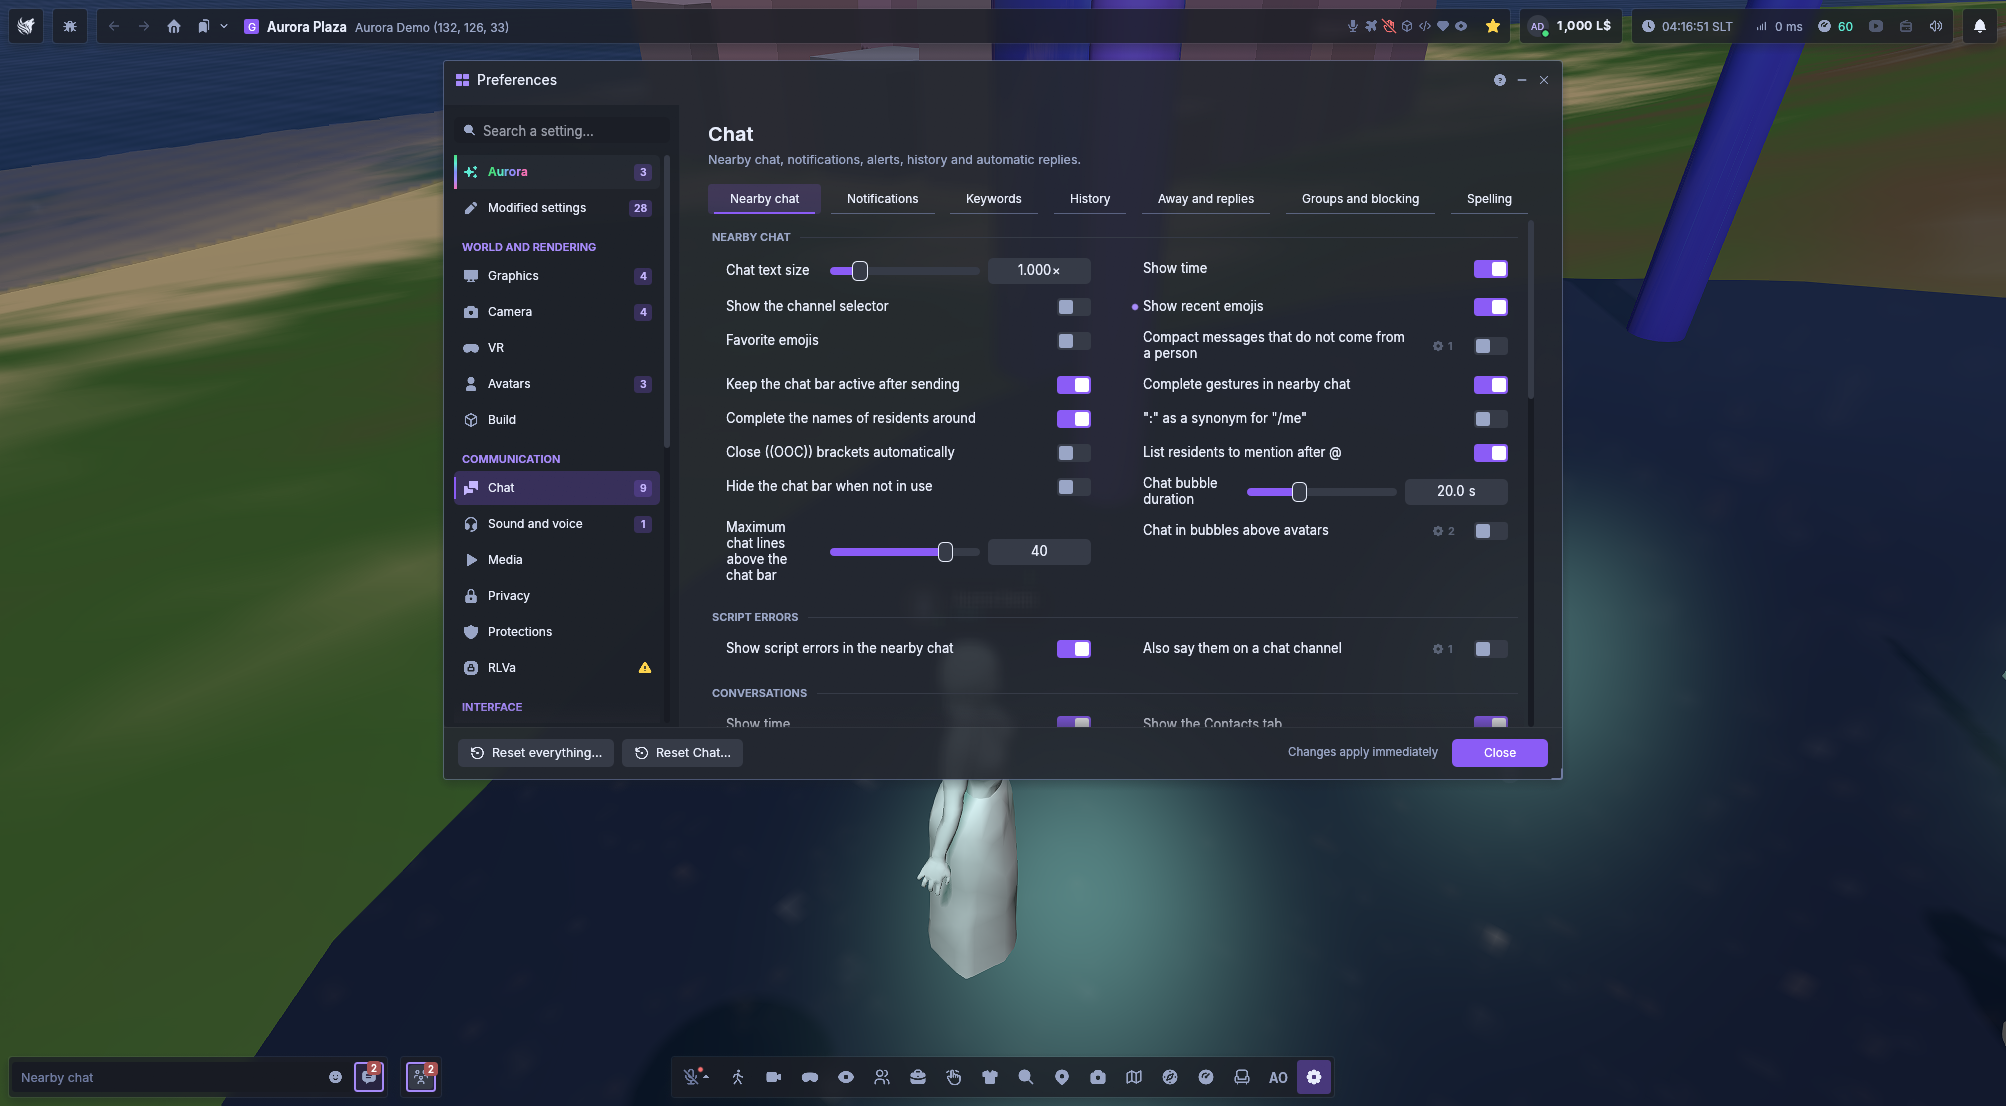 G Aurora Plaza Aurora Demo (132, 126, 33)
AD 1,000 L$
04:16:51 SLT 0 ms 60
Preferences
Search a setting...
Aurora 3
Modified settings 28
WORLD AND RENDERING
Graphics 4
Camera 4
VR
Avatars 3
Build
COMMUNICATION
Chat 9
Sound and voice 1
Media
Privacy
Protections
RLVa
INTERFACE
Chat
Nearby chat, notifications, alerts, history and automatic replies.
Nearby chat Notifications Keywords History Away and replies Groups and blocking Spelling
NEARBY CHAT
Chat text size 1.000×
Show time
Show the channel selector
Show recent emojis
Favorite emojis
Compact messages that do not come from
a person 1
Keep the chat bar active after sending
Complete gestures in nearby chat
Complete the names of residents around
":" as a synonym for "/me"
Close ((OOC)) brackets automatically
List residents to mention after @
Hide the chat bar when not in use
Chat bubble
duration 20.0 s
Maximum
chat lines
above the
chat bar 40
Chat in bubbles above avatars 2
SCRIPT ERRORS
Show script errors in the nearby chat
Also say them on a chat channel 1
CONVERSATIONS
Show time
Show the Contacts tab
Reset everything... Reset Chat... Changes apply immediately Close
Nearby chat 2 2
AO